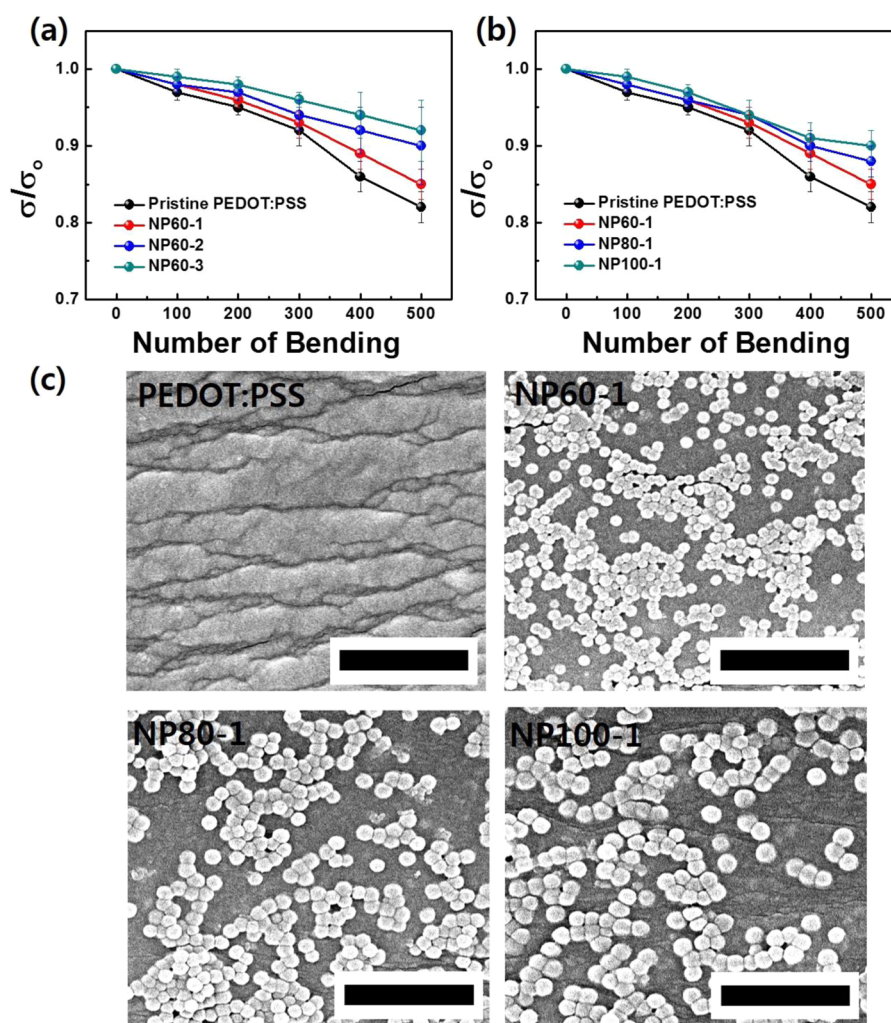 (a)
(b)
1.0
0.9
0.8
0.7
σ/σo
Pristine PEDOT:PSS
NP60-1
NP60-2
NP60-3
0 100 200 300 400 500
Number of Bending
1.0
0.9
0.8
0.7
σ/σo
Pristine PEDOT:PSS
NP60-1
NP80-1
NP100-1
0 100 200 300 400 500
Number of Bending
(c)
PEDOT:PSS
NP60-1
NP80-1
NP100-1